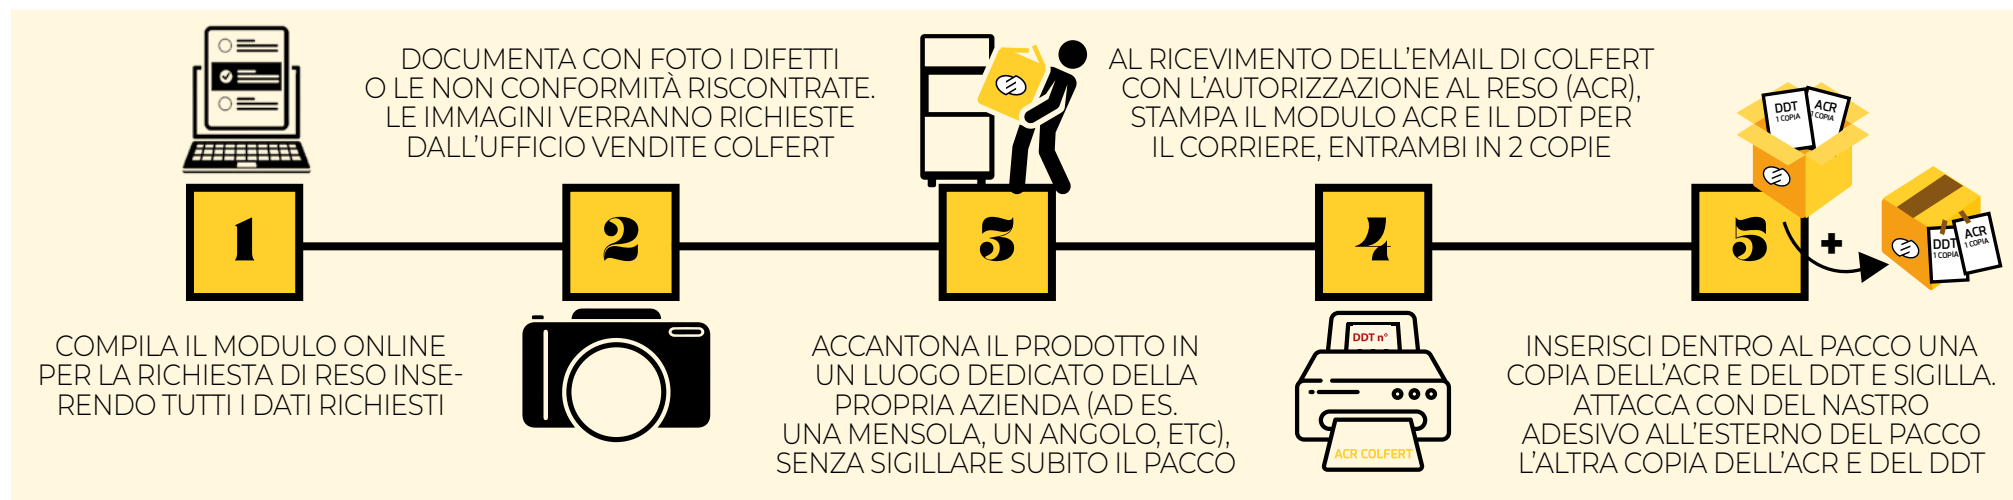 1
COMPILA IL MODULO ONLINE
PER LA RICHIESTA DI RESO INSE-
RENDO TUTTI I DATI RICHIESTI
DOCUMENTA CON FOTO I DIFETTI
O LE NON CONFORMITÀ RISCONTRATE.
LE IMMAGINI VERRANNO RICHIESTE
DALL'UFFICIO VENDITE COLFERT
2
3
ACCANTONA IL PRODOTTO IN
UN LUOGO DEDICATO DELLA
PROPRIA AZIENDA (AD ES.
UNA MENSOLA, UN ANGOLO, ETC),
SENZA SIGILLARE SUBITO IL PACCO
AL RICEVIMENTO DELL'EMAIL DI COLFERT
CON L'AUTORIZZAZIONE AL RESO (ACR),
STAMPA IL MODULO ACR E IL DDT PER
IL CORRIERE, ENTRAMBI IN 2 COPIE
4
DDT n°
ACR COLFERT
DDT
1 COPIA
ACR
1 COPIA
5
+
DDT
1 COPIA
ACR
1 COPIA
INSERISCI DENTRO AL PACCO UNA
COPIA DELL'ACR E DEL DDT E SIGILLA.
ATTACCA CON DEL NASTRO
ADESIVO ALL'ESTERNO DEL PACCO
L'ALTRA COPIA DELL'ACR E DEL DDT